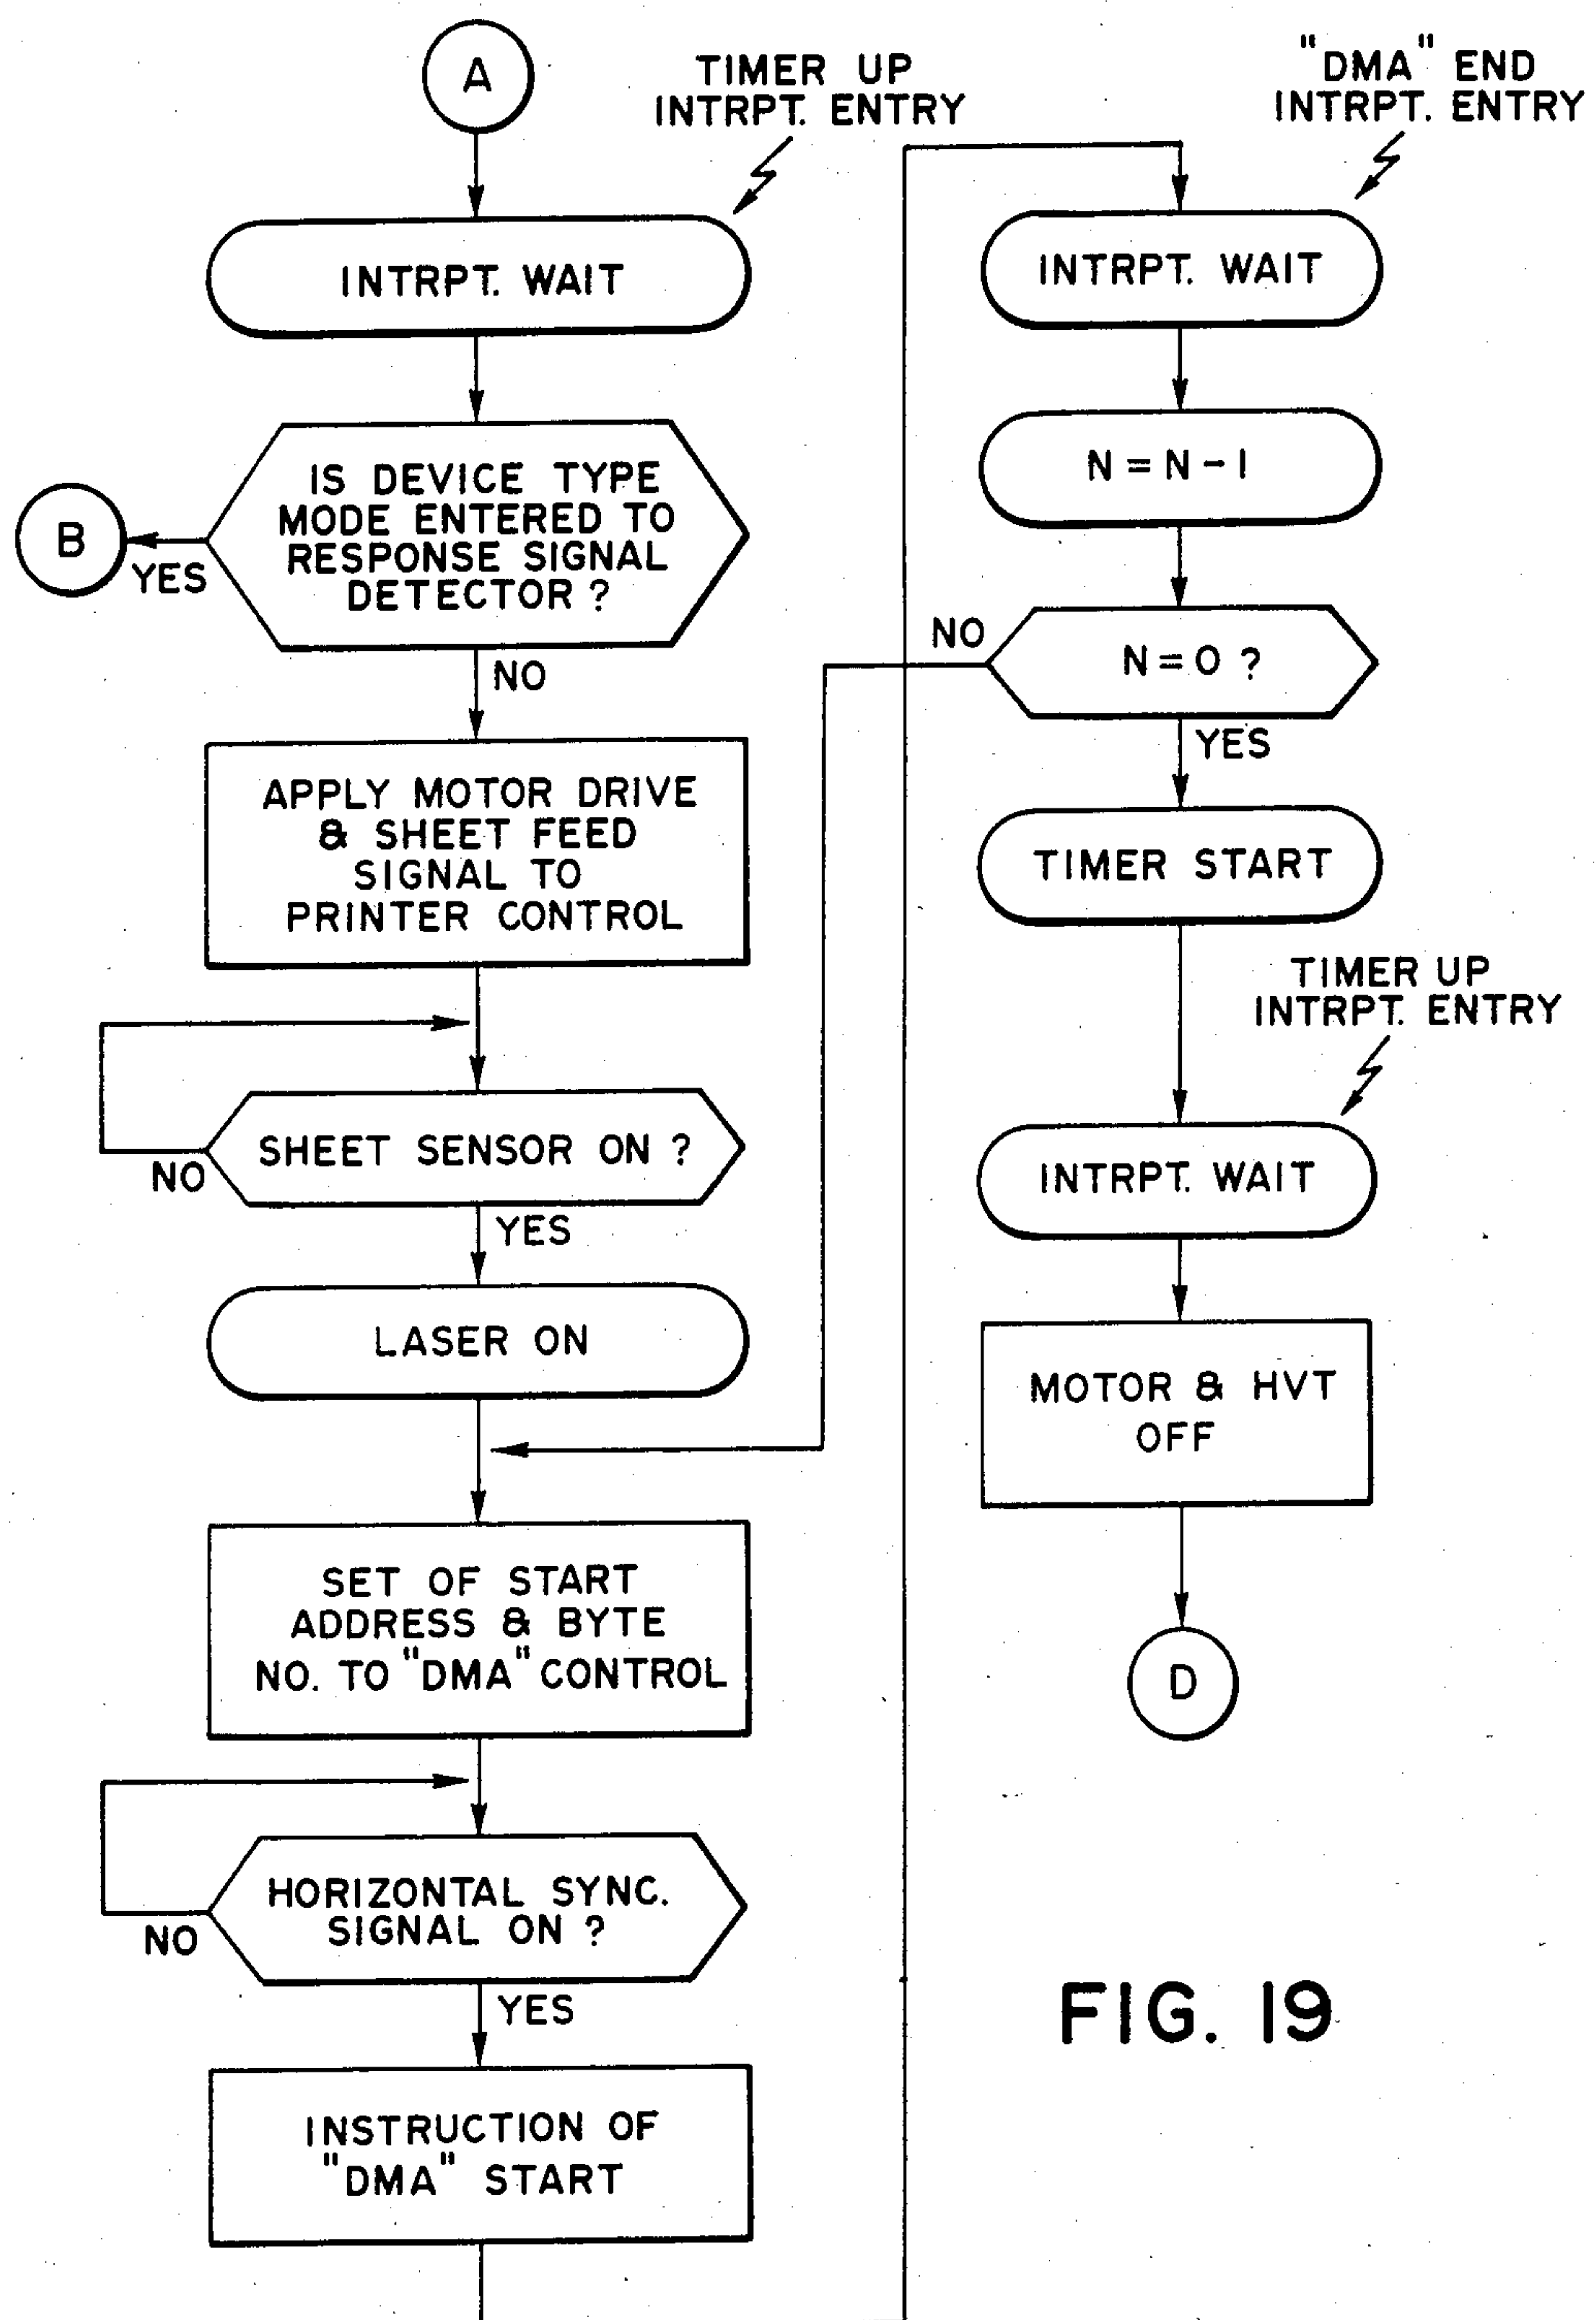 A
TIMER UP
INTRPT. ENTRY
INTRPT. WAIT
IS DEVICE TYPE
MODE ENTERED TO
RESPONSE SIGNAL
DETECTOR ?
B
YES
NO
APPLY MOTOR DRIVE
& SHEET FEED
SIGNAL TO
PRINTER CONTROL
SHEET SENSOR ON ?
NO
YES
LASER ON
SET OF START
ADDRESS & BYTE
NO. TO "DMA" CONTROL
HORIZONTAL SYNC.
SIGNAL ON ?
NO
YES
INSTRUCTION OF
"DMA" START
"DMA" END
INTRPT. ENTRY
INTRPT. WAIT
N = N - 1
NO
N = 0 ?
YES
TIMER START
TIMER UP
INTRPT. ENTRY
INTRPT. WAIT
MOTOR & HVT
OFF
D
FIG. 19